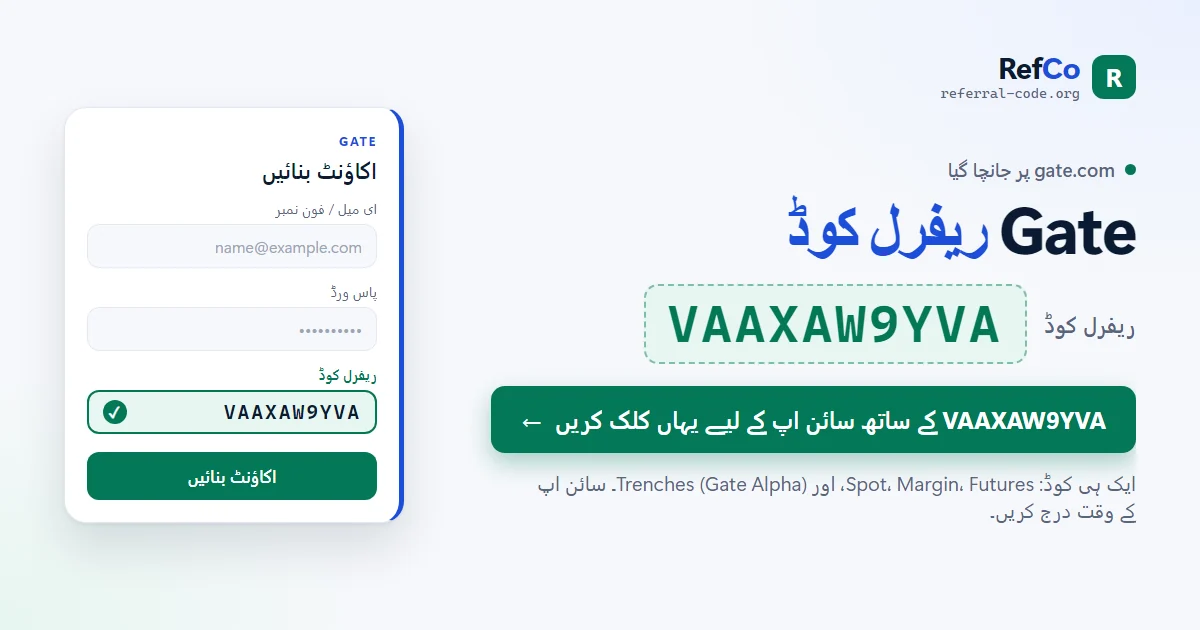 RefCo
R
referral-code.org
gate.com پر جانچا گیا
Gate ریفرل کوڈ
ریفرل کوڈ
VAAXAW9YVA
VAAXAW9YVA کے ساتھ سائن اپ کے لیے یہاں کلک کریں ←
ایک ہی کوڈ: Spot، Margin، Futures، اور Trenches (Gate Alpha)۔ سائن اپ
کے وقت درج کریں۔
GATE
اکاؤنٹ بنائیں
ای میل / فون نمبر
name@example.com
پاس ورڈ
••••••••••
ریفرل کوڈ
VAAXAW9YVA
اکاؤنٹ بنائیں